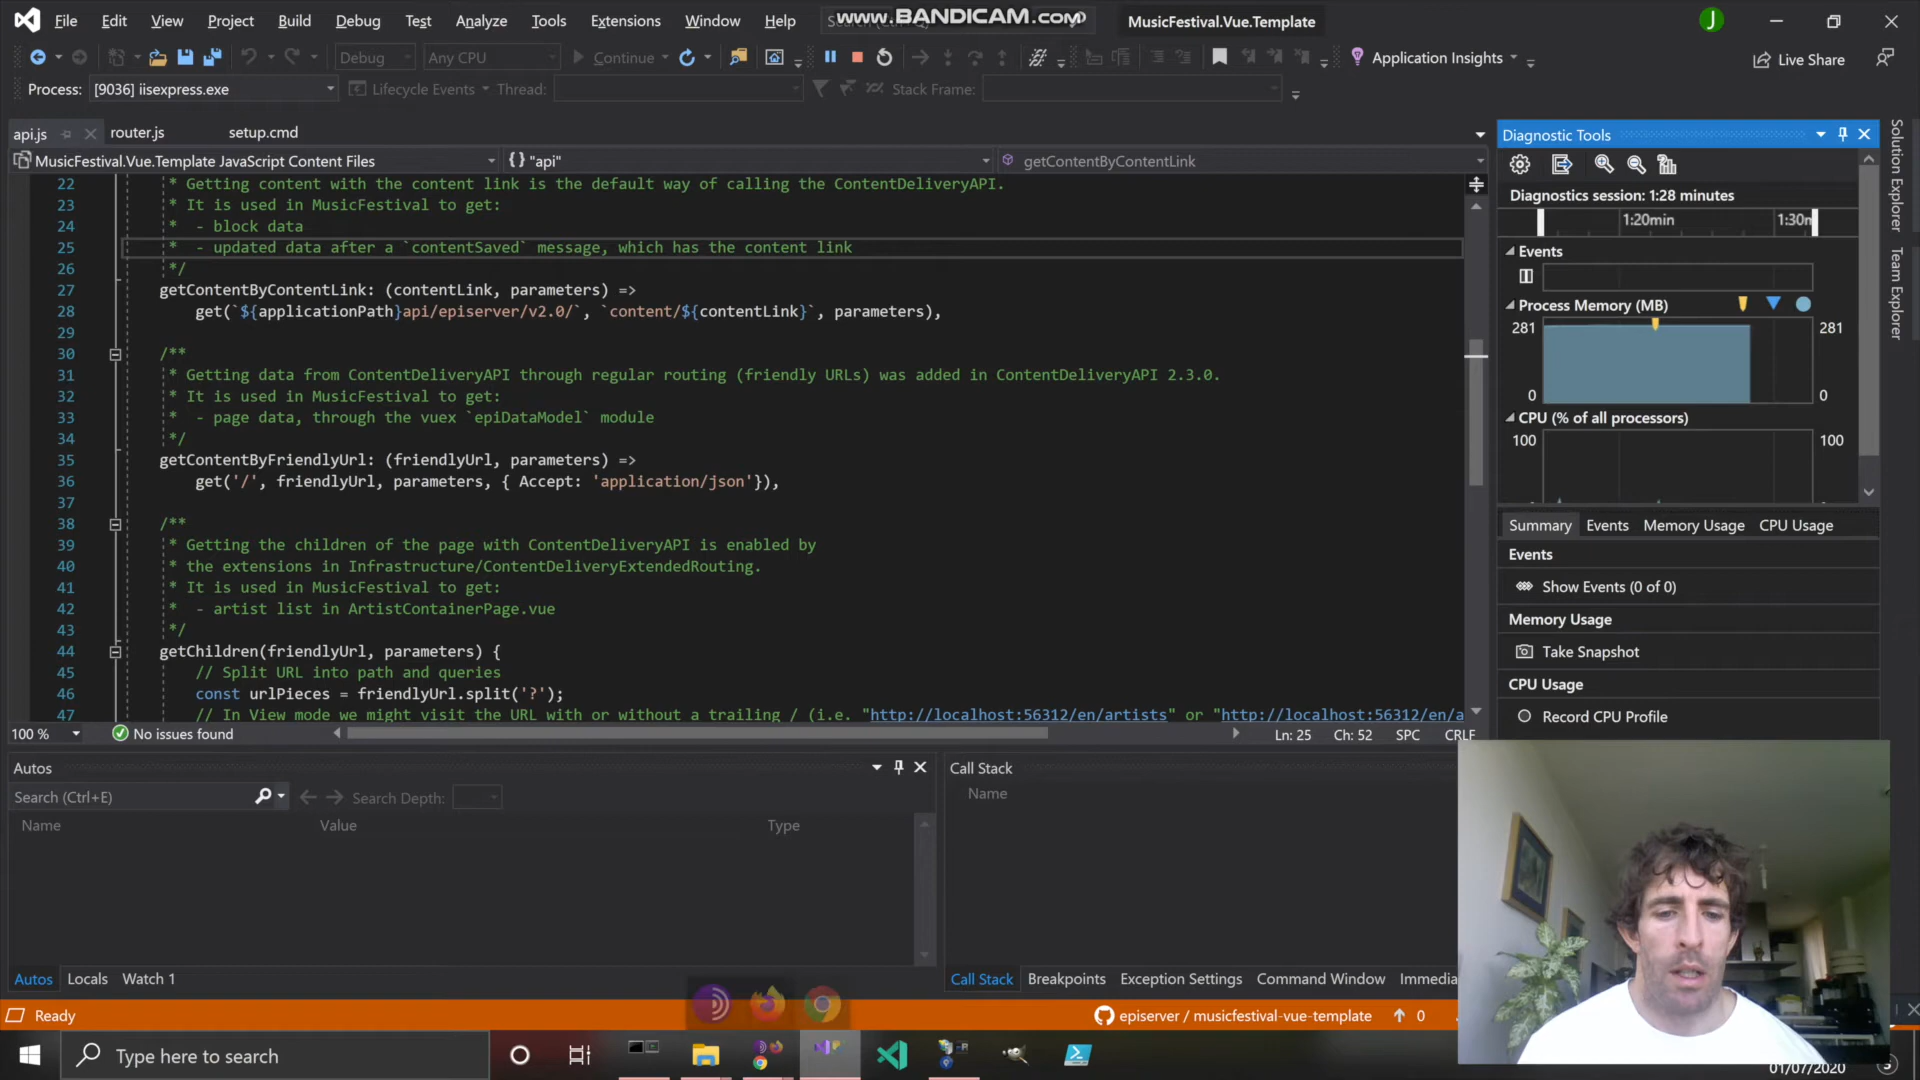 File Edit View Project Build Debug Test Analyze Tools Extensions Window Help
www.BANDICAM.com
MusicFestival.Vue.Template
J
Debug Any CPU Continue Application Insights Live Share
Process: [9036] iisexpress.exe Lifecycle Events Thread: Stack Frame:
api.js router.js setup.cmd
MusicFestival.Vue.Template JavaScript Content Files {} "api" getContentByContentLink
22 * Getting content with the content link is the default way of calling the ContentDeliveryAPI.
23 * It is used in MusicFestival to get:
24 * - block data
25 * - updated data after a `contentSaved` message, which has the content link
26 */
27 getContentByContentLink: (contentLink, parameters) =>
28 get(`${applicationPath}api/episerver/v2.0/`, `content/${contentLink}`, parameters),
29
30 /**
31 * Getting data from ContentDeliveryAPI through regular routing (friendly URLs) was added in ContentDeliveryAPI 2.3.0.
32 * It is used in MusicFestival to get:
33 * - page data, through the vuex `epiDataModel` module
34 */
35 getContentByFriendlyUrl: (friendlyUrl, parameters) =>
36 get('/', friendlyUrl, parameters, { Accept: 'application/json'}),
37
38 /**
39 * Getting the children of the page with ContentDeliveryAPI is enabled by
40 * the extensions in Infrastructure/ContentDeliveryExtendedRouting.
41 * It is used in MusicFestival to get:
42 * - artist list in ArtistContainerPage.vue
43 */
44 getChildren(friendlyUrl, parameters) {
45 // Split URL into path and queries
46 const urlPieces = friendlyUrl.split('?');
47 // In View mode we might visit the URL with or without a trailing / (i.e. "http://localhost:56312/en/artists" or "http://localhost:56312/en/a
100 % No issues found Ln: 25 Ch: 52 SPC CRLF
Diagnostic Tools
Diagnostics session: 1:28 minutes
1:20min 1:30m
Events
Process Memory (MB)
281 281
0 0
CPU (% of all processors)
100 100
Summary Events Memory Usage CPU Usage
Events
Show Events (0 of 0)
Memory Usage
Take Snapshot
CPU Usage
Record CPU Profile
Solution Explorer
Team Explorer
Autos
Search (Ctrl+E) Search Depth:
Name Value Type
Autos Locals Watch 1
Call Stack
Name
Call Stack Breakpoints Exception Settings Command Window Immedia
Ready episerver / musicfestival-vue-template 0
Type here to search
01/07/2020